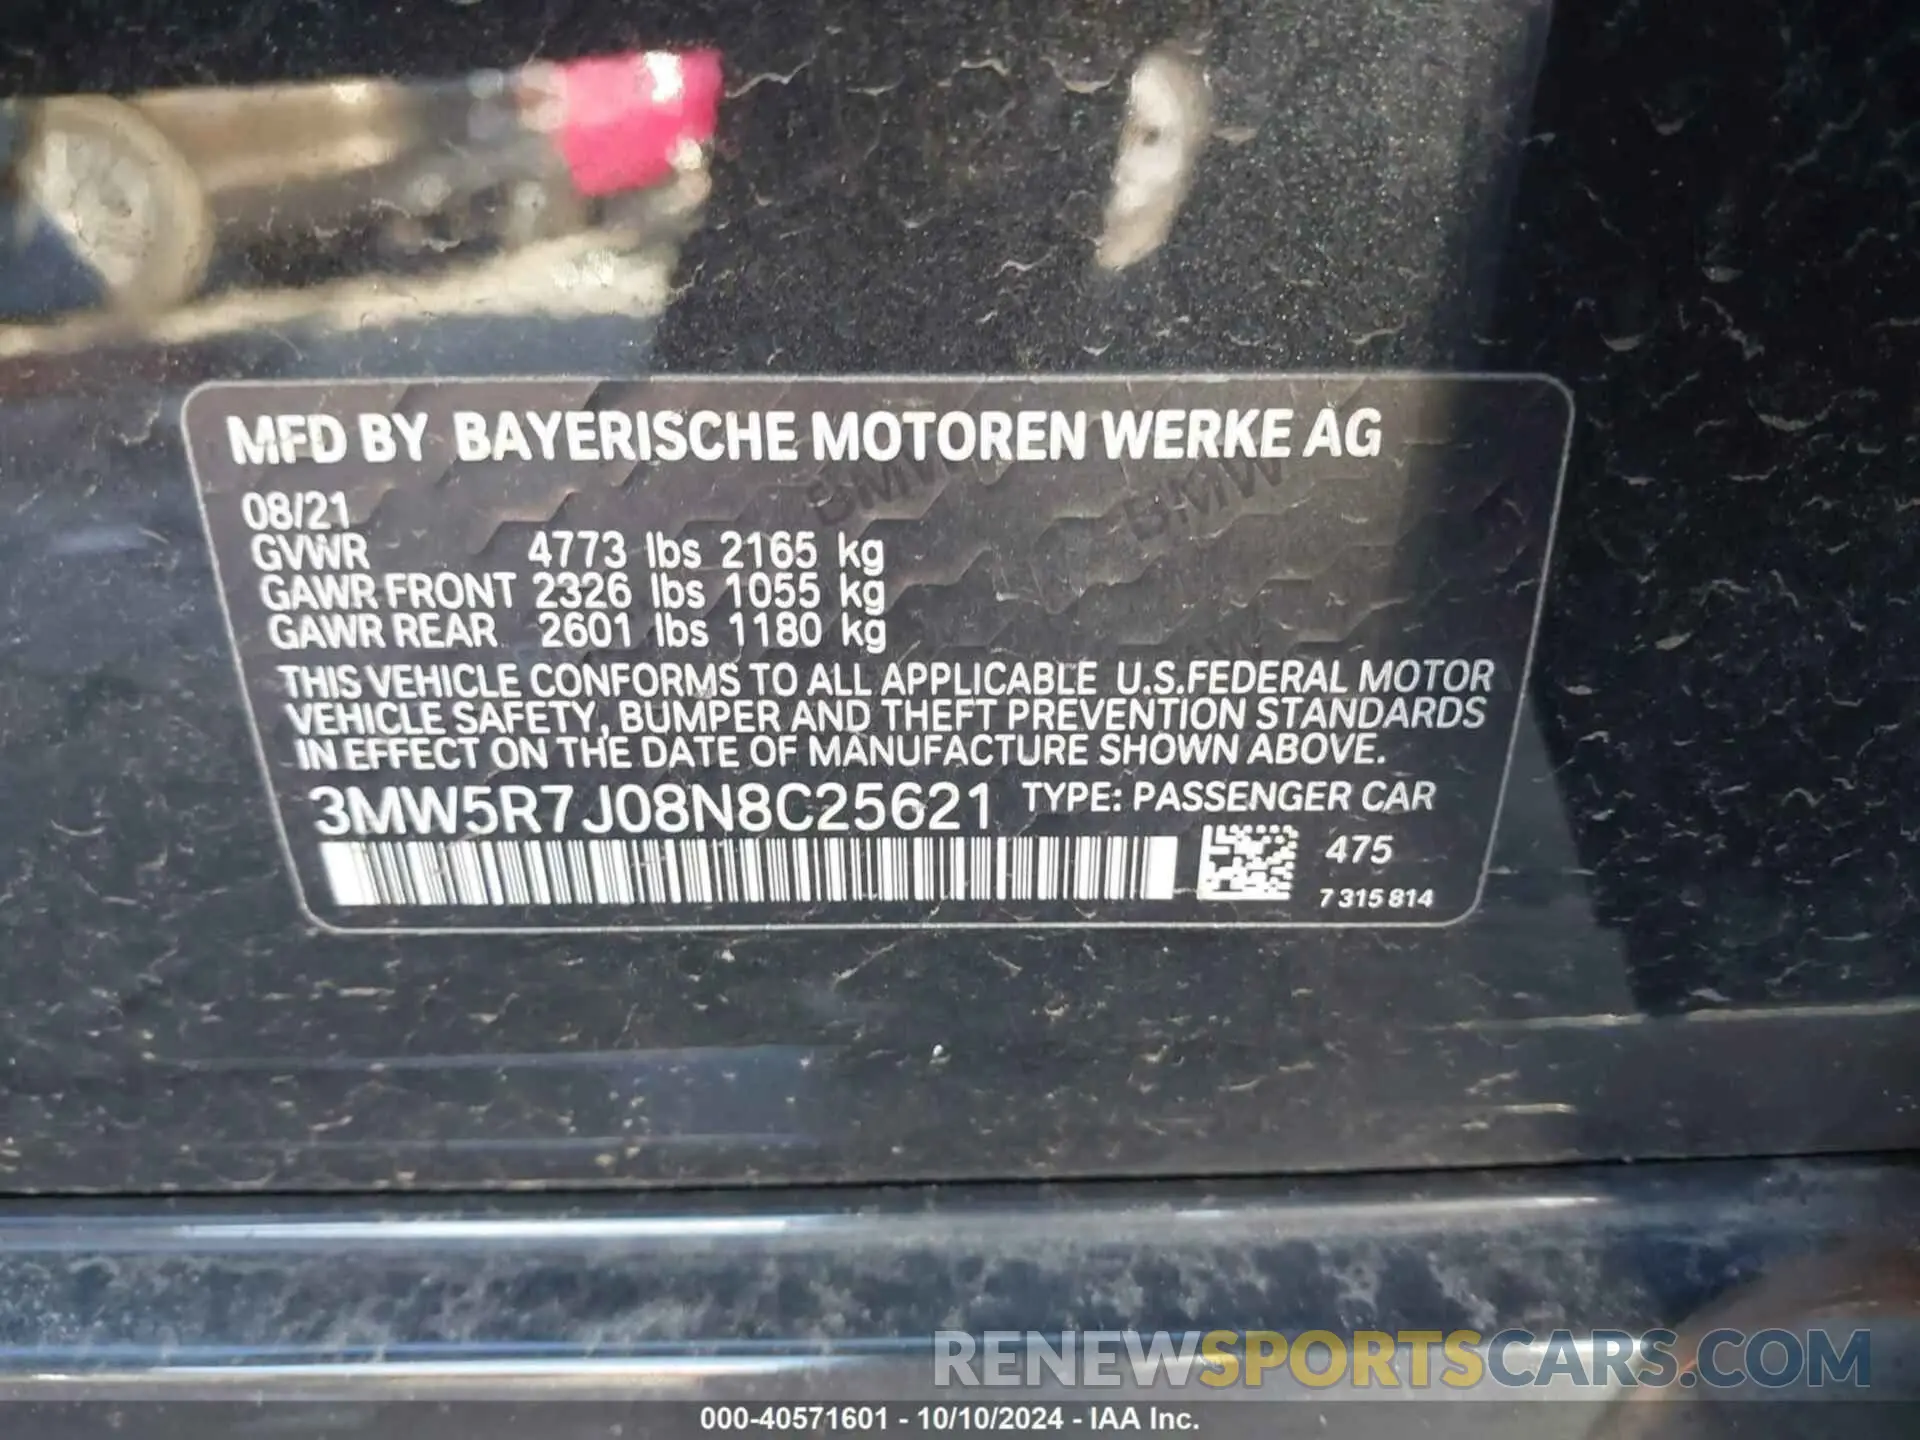 MFD BY BAYERISCHE MOTOREN WERKE AG
08/21
GVWR 4773 lbs 2165 kg
GAWR FRONT 2326 lbs 1055 kg
GAWR REAR 2601 lbs 1180 kg
THIS VEHICLE CONFORMS TO ALL APPLICABLE U.S.FEDERAL MOTOR
VEHICLE SAFETY, BUMPER AND THEFT PREVENTION STANDARDS
IN EFFECT ON THE DATE OF MANUFACTURE SHOWN ABOVE.
3MW5R7J08N8C25621 TYPE: PASSENGER CAR
475
7 315 814
BMW BMW
RENEWSPORTSCARS.COM
000-40571601 - 10/10/2024 - IAA Inc.